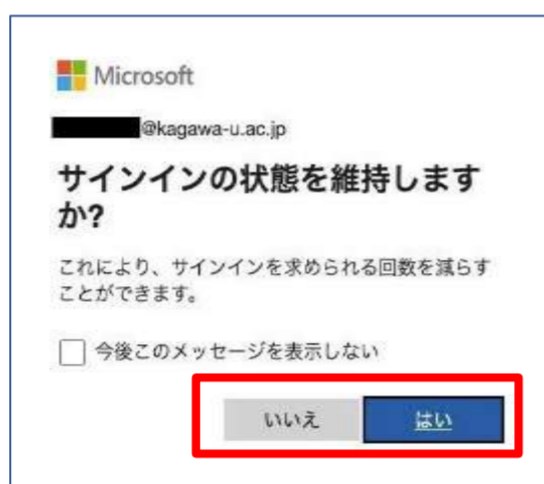 Microsoft
@kagawa-u.ac.jp
サインインの状態を維持します
か?
これにより、サインインを求められる回数を減らす
ことができます。
今後このメッセージを表示しない
いいえ はい